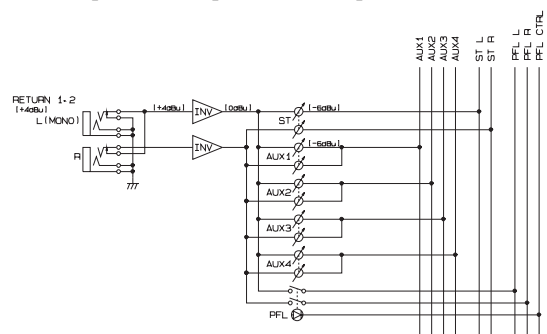 AUX1
AUX2
AUX3
AUX4
ST L
ST R
PFL L
PFL R
PFL CTRL
RETURN 1-2
(+4dBu)
L(MONO)
R
(+4dBu)
INV
(0dBu)
(-6dBu)
ST
INV
(-6dBu)
AUX1
AUX2
AUX3
AUX4
PFL